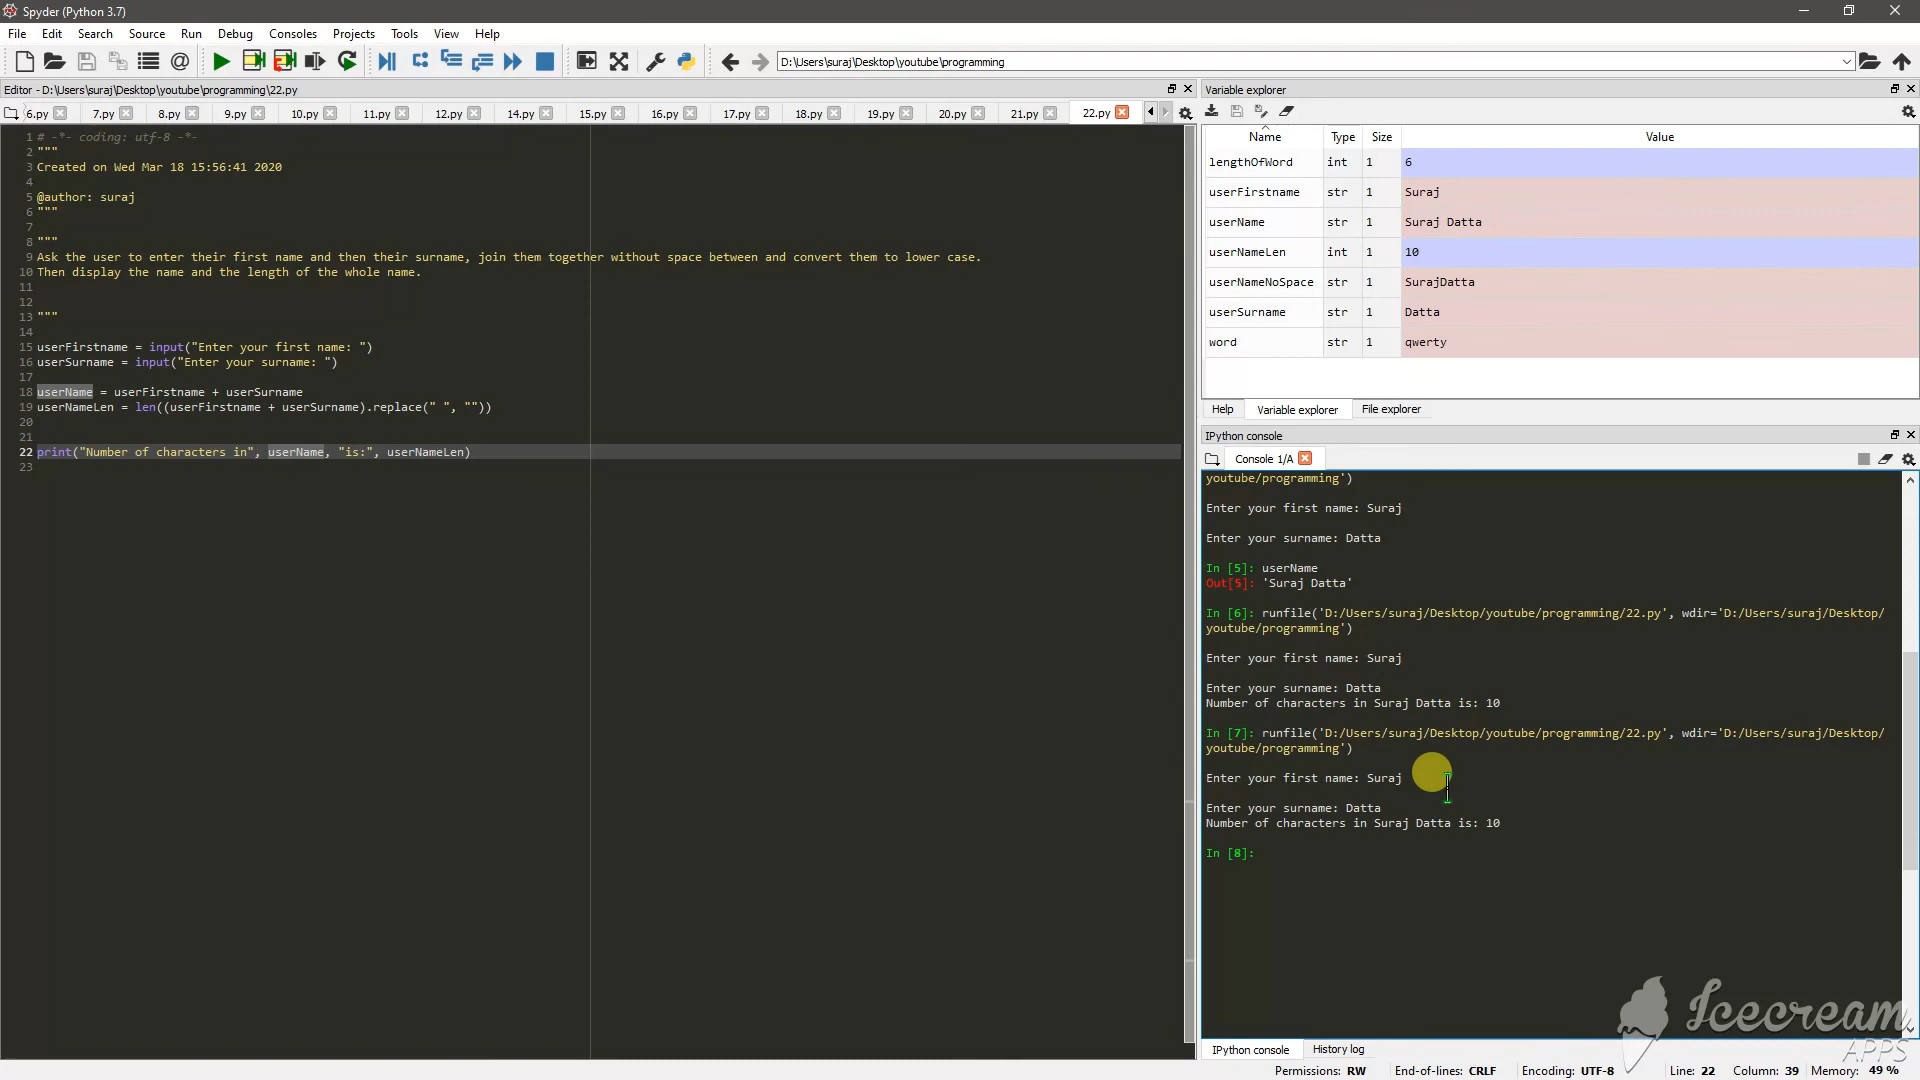 Spyder (Python 3.7)
File Edit Search Source Run Debug Consoles Projects Tools View Help
D:\Users\suraj\Desktop\youtube\programming
Editor - D:\Users\suraj\Desktop\youtube\programming\22.py
6.py 7.py 8.py 9.py 10.py 11.py 12.py 14.py 15.py 16.py 17.py 18.py 19.py 20.py 21.py 22.py
1 # -*- coding: utf-8 -*-
2 """
3 Created on Wed Mar 18 15:56:41 2020
4
5 @author: suraj
6 """
7
8 """
9 Ask the user to enter their first name and then their surname, join them together without space between and convert them to lower case.
10 Then display the name and the length of the whole name.
11
12
13 """
14
15 userFirstname = input("Enter your first name: ")
16 userSurname = input("Enter your surname: ")
17
18 userName = userFirstname + userSurname
19 userNameLen = len((userFirstname + userSurname).replace(" ", ""))
20
21
22 print("Number of characters in", userName, "is:", userNameLen)
23
Variable explorer
Name Type Size Value
lengthOfWord int 1 6
userFirstname str 1 Suraj
userName str 1 Suraj Datta
userNameLen int 1 10
userNameNoSpace str 1 SurajDatta
userSurname str 1 Datta
word str 1 qwerty
Help Variable explorer File explorer
IPython console
Console 1/A
youtube/programming')
Enter your first name: Suraj
Enter your surname: Datta
In [5]: userName
Out[5]: 'Suraj Datta'
In [6]: runfile('D:/Users/suraj/Desktop/youtube/programming/22.py', wdir='D:/Users/suraj/Desktop/
youtube/programming')
Enter your first name: Suraj
Enter your surname: Datta
Number of characters in Suraj Datta is: 10
In [7]: runfile('D:/Users/suraj/Desktop/youtube/programming/22.py', wdir='D:/Users/suraj/Desktop/
youtube/programming')
Enter your first name: Suraj
Enter your surname: Datta
Number of characters in Suraj Datta is: 10
In [8]:
Icecream
APPS
IPython console History log
Permissions: RW End-of-lines: CRLF Encoding: UTF-8 Line: 22 Column: 39 Memory: 49 %